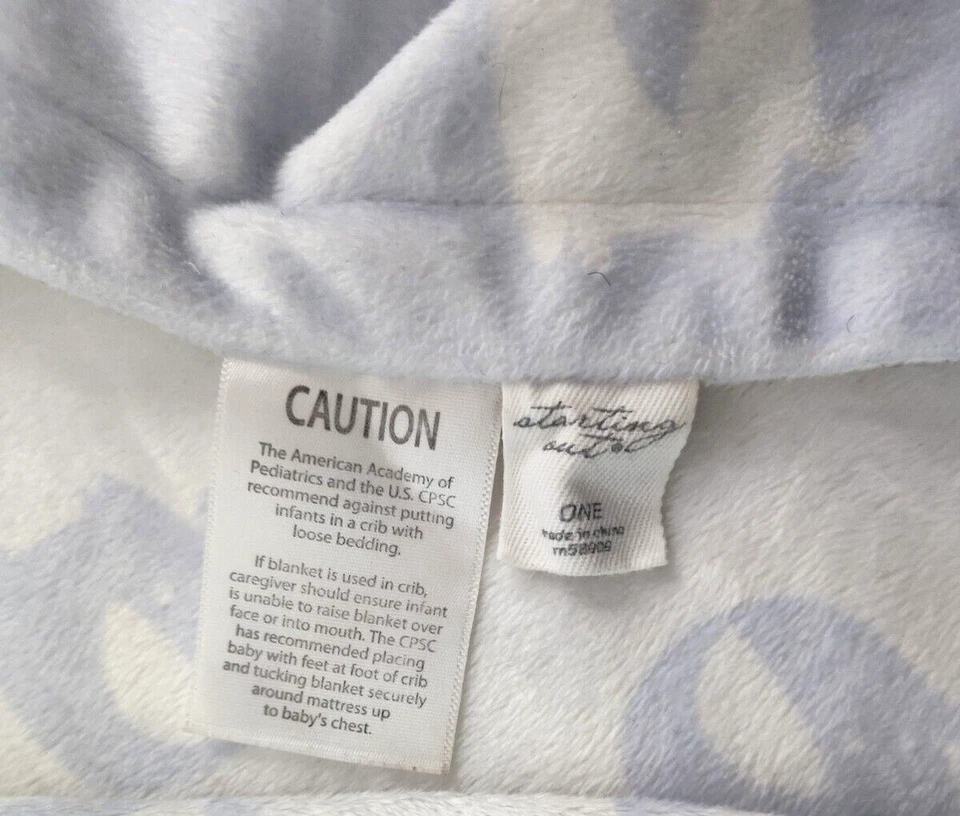 CAUTION
The American Academy of
Pediatrics and the U.S. CPSC
recommend against putting
infants in a crib with
loose bedding.
If blanket is used in crib,
caregiver should ensure infant
is unable to raise blanket over
face or into mouth. The CPSC
has recommended placing
baby with feet at foot of crib
and tucking blanket securely
around mattress up
to baby's chest.
starting
out®
ONE
made in china